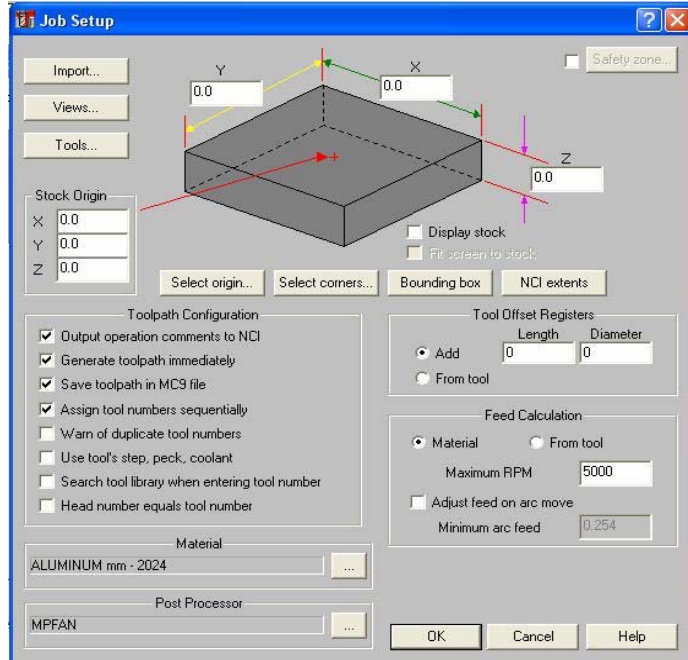 Job Setup
Import...
Views...
Tools...
Y
0.0
X
0.0
Safety zone...
Z
0.0
Stock Origin
X 0.0
Y 0.0
Z 0.0
Display stock
Fit screen to stock
Select origin...
Select corners...
Bounding box
NCI extents
Toolpath Configuration
Output operation comments to NCI
Generate toolpath immediately
Save toolpath in MC9 file
Assign tool numbers sequentially
Warn of duplicate tool numbers
Use tool's step, peck, coolant
Search tool library when entering tool number
Head number equals tool number
Tool Offset Registers
Length Diameter
Add 0 0
From tool
Feed Calculation
Material From tool
Maximum RPM 5000
Adjust feed on arc move
Minimum arc feed 0.254
Material
ALUMINUM mm - 2024 ...
Post Processor
MPFAN ...
OK Cancel Help